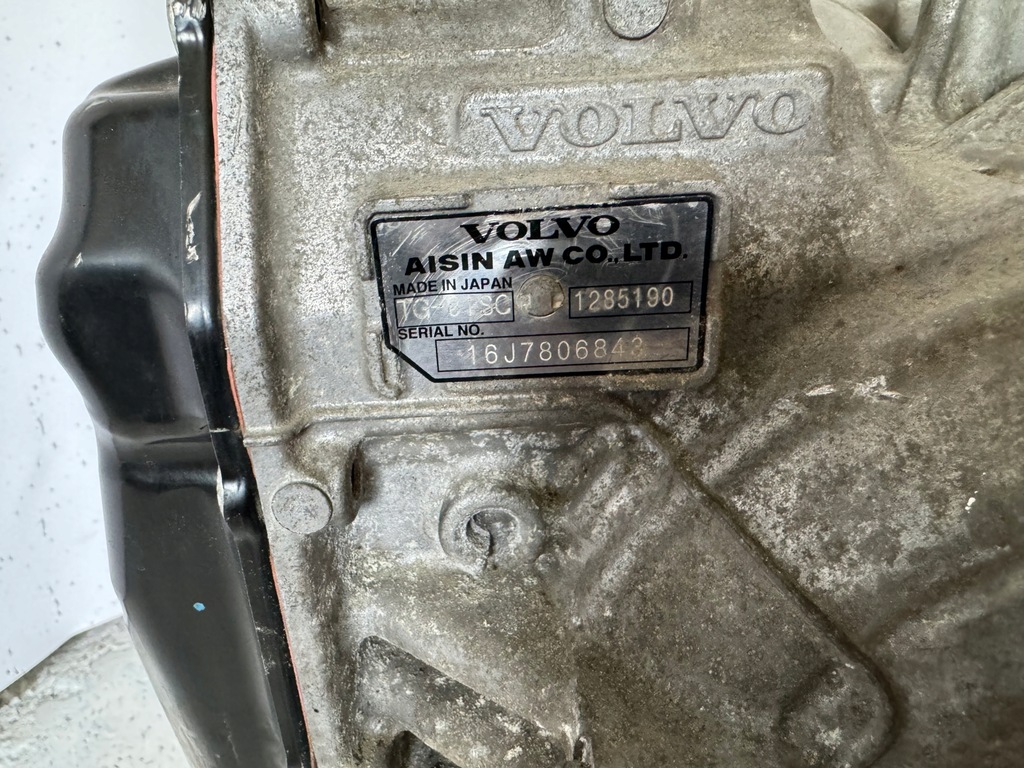 VOLVO
VOLVO
AISIN AW CO.,LTD.
MADE IN JAPAN
1285190
SERIAL NO.
16J7806843